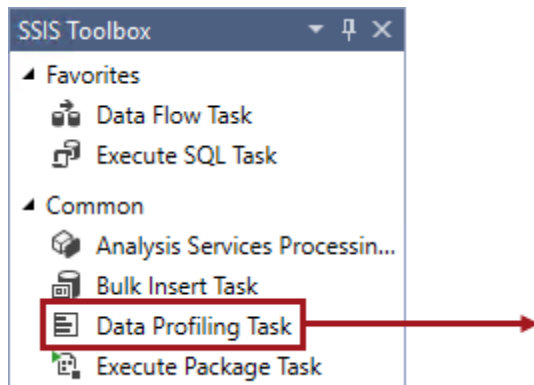 SSIS Toolbox
Favorites
Data Flow Task
Execute SQL Task
Common
Analysis Services Processin...
Bulk Insert Task
Data Profiling Task
Execute Package Task